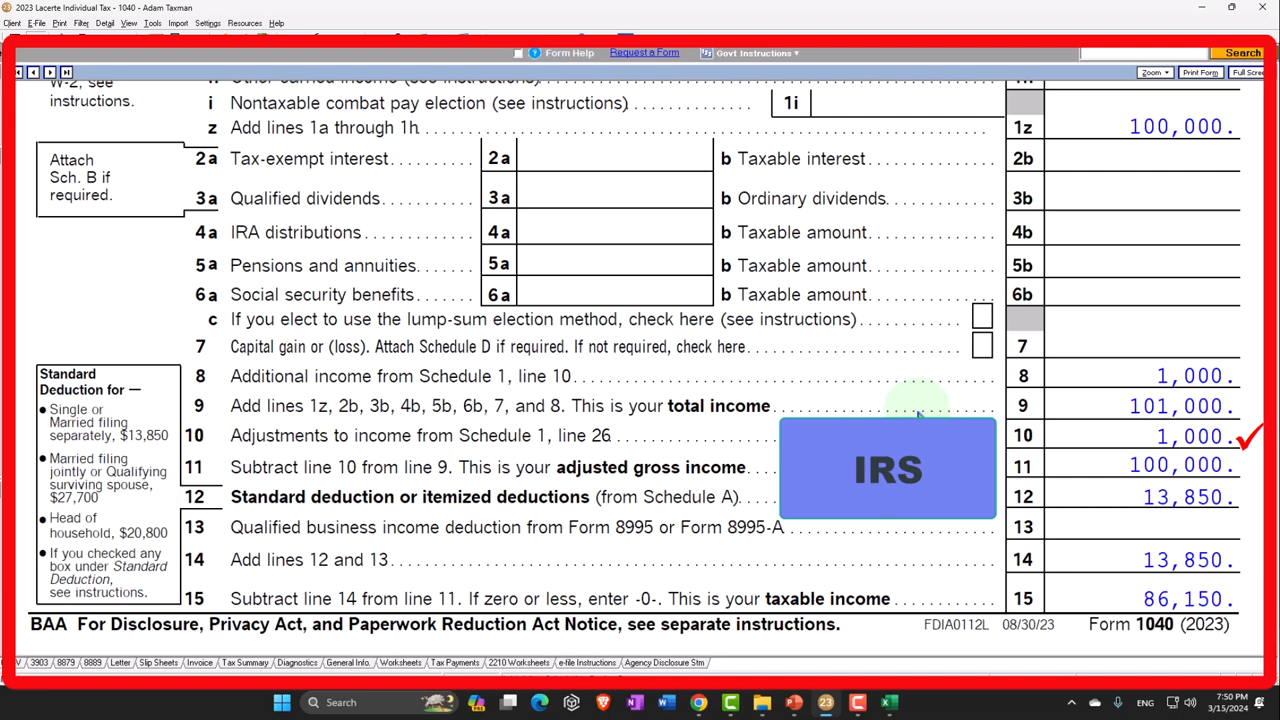 2023 Lacerte Individual Tax - 1040 - Adam Taxman
Client E-File Print Filter Detail View Tools Import Settings Resources Help
Form Help Request a Form Govt Instructions Search
Zoom Print Form Full Scre
W-2, see
instructions.
i Nontaxable combat pay election (see instructions) 1i
z Add lines 1a through 1h 1z 100,000.
Attach
Sch. B if
required.
2a Tax-exempt interest 2a b Taxable interest 2b
3a Qualified dividends 3a b Ordinary dividends 3b
4a IRA distributions 4a b Taxable amount 4b
5a Pensions and annuities 5a b Taxable amount 5b
6a Social security benefits 6a b Taxable amount 6b
c If you elect to use the lump-sum election method, check here (see instructions)
7 Capital gain or (loss). Attach Schedule D if required. If not required, check here 7
Standard
Deduction for —
• Single or
Married filing
separately, $13,850
• Married filing
jointly or Qualifying
surviving spouse,
$27,700
• Head of
household, $20,800
• If you checked any
box under Standard
Deduction,
see instructions.
8 Additional income from Schedule 1, line 10 8 1,000.
9 Add lines 1z, 2b, 3b, 4b, 5b, 6b, 7, and 8. This is your total income 9 101,000.
10 Adjustments to income from Schedule 1, line 26 10 1,000.
11 Subtract line 10 from line 9. This is your adjusted gross income 11 100,000.
IRS
12 Standard deduction or itemized deductions (from Schedule A) 12 13,850.
13 Qualified business income deduction from Form 8995 or Form 8995-A 13
14 Add lines 12 and 13 14 13,850.
15 Subtract line 14 from line 11. If zero or less, enter -0-. This is your taxable income 15 86,150.
BAA For Disclosure, Privacy Act, and Paperwork Reduction Act Notice, see separate instructions. FDIA0112L 08/30/23 Form 1040 (2023)
V 3903 8879 8889 Letter Slip Sheets Invoice Tax Summary Diagnostics General Info. Worksheets Tax Payments 2210 Worksheets e-file Instructions Agency Disclosure Stm
Search
23
ENG
7:50 PM
3/15/2024